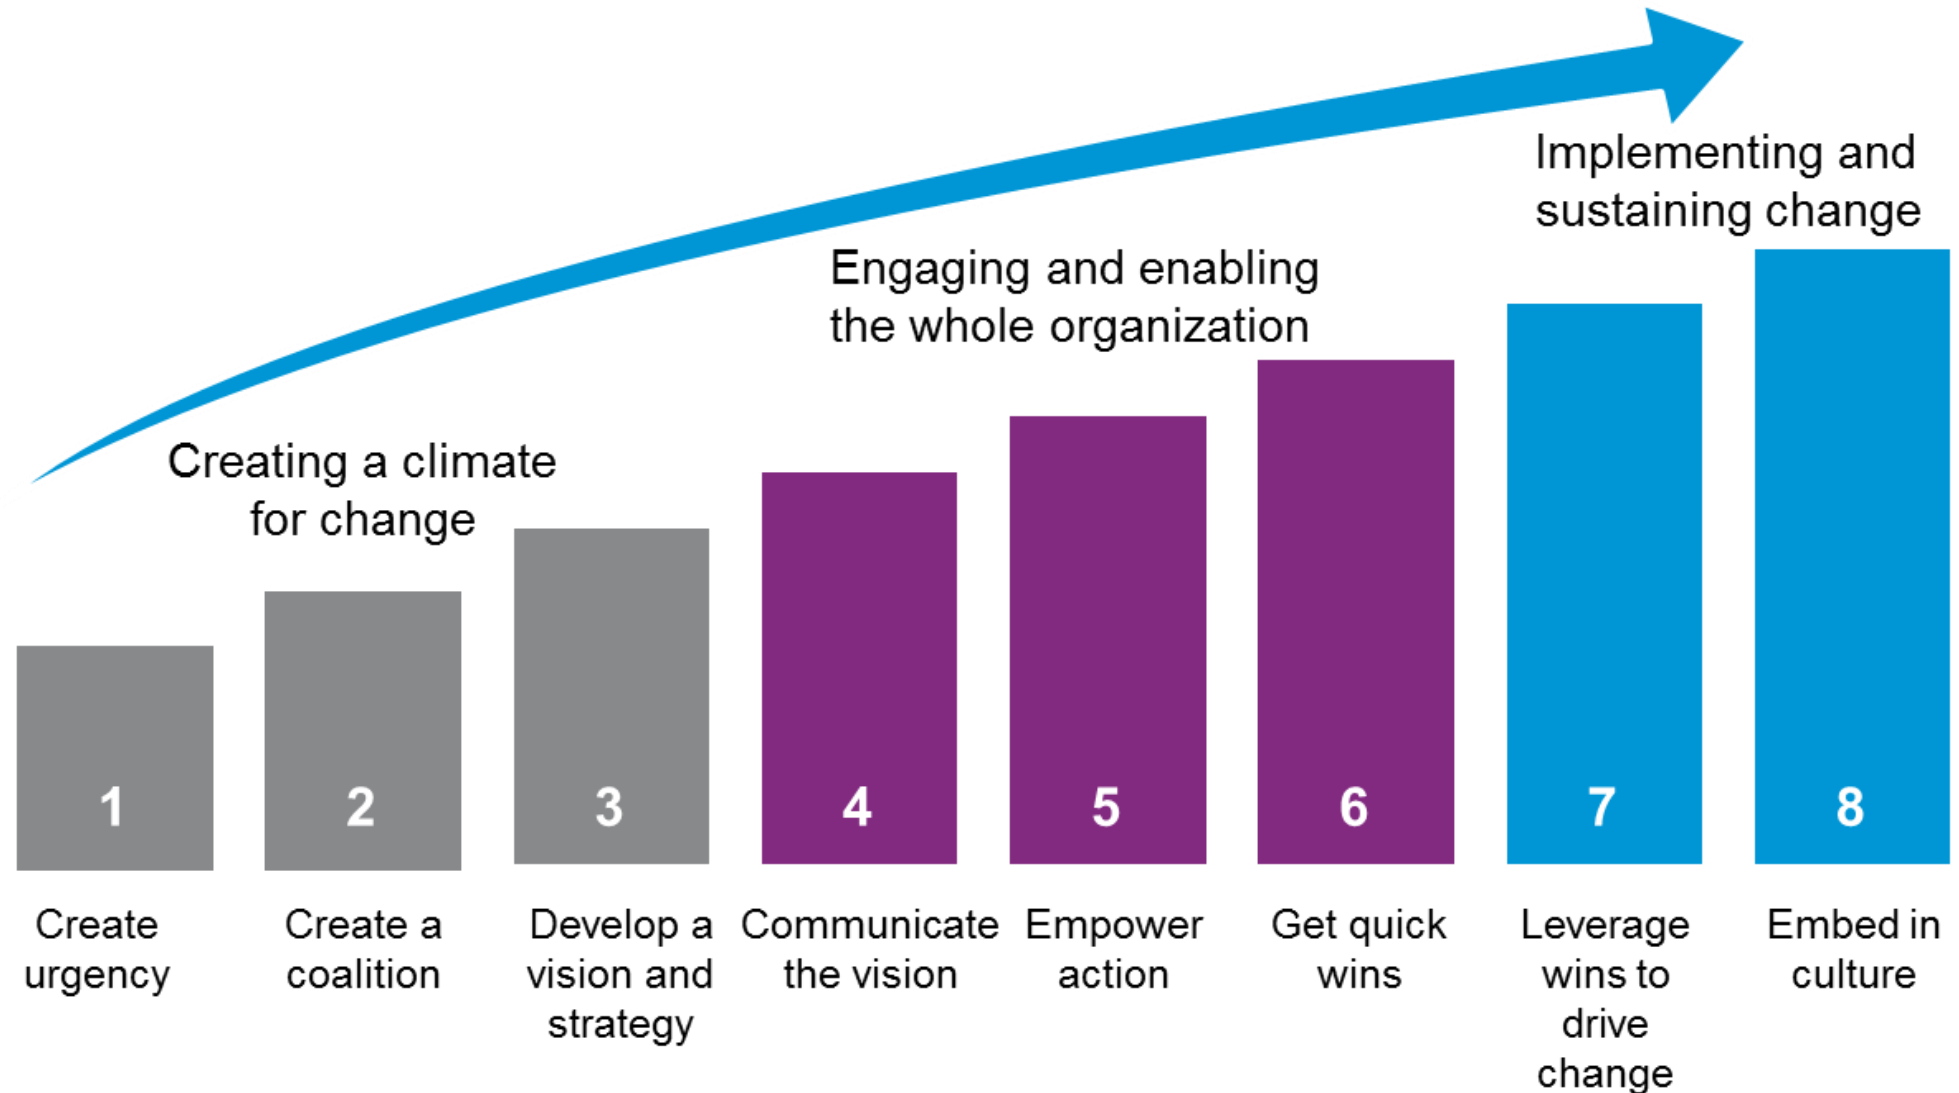 Implementing and
sustaining change
Engaging and enabling
the whole organization
Creating a climate
for change
1
2
3
4
5
6
7
8
Create
urgency
Create a
coalition
Develop a
vision and
strategy
Communicate
the vision
Empower
action
Get quick
wins
Leverage
wins to
drive
change
Embed in
culture